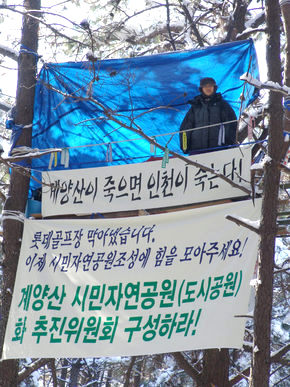 계양산이 죽으면 인천이 죽는다!
롯데골프장 막아냈습니다.
이제 시민자연공원조성에 힘을 모아주세요!
계양산 시민자연공원(도시공원)
화 추진위원회 구성하라!